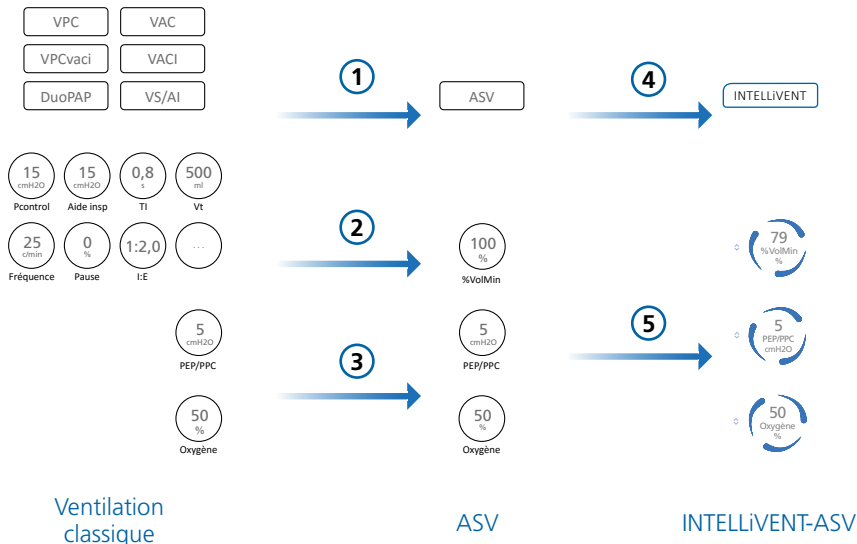 VPC
VAC
VPCvaci
VACI
DuoPAP
VS/AI
1
ASV
4
INTELLiVENT
15
cmH2O
Pcontrol
15
cmH2O
Aide insp
0,8
s
TI
500
ml
Vt
25
c/min
Fréquence
0
%
Pause
1:2,0
I:E
...
2
100
%
%VolMin
79
%VolMin
%
5
cmH2O
PEP/PPC
3
5
cmH2O
PEP/PPC
5
5
PEP/PPC
cmH2O
50
%
Oxygène
50
%
Oxygène
50
Oxygène
%
Ventilation
classique
ASV
INTELLiVENT-ASV